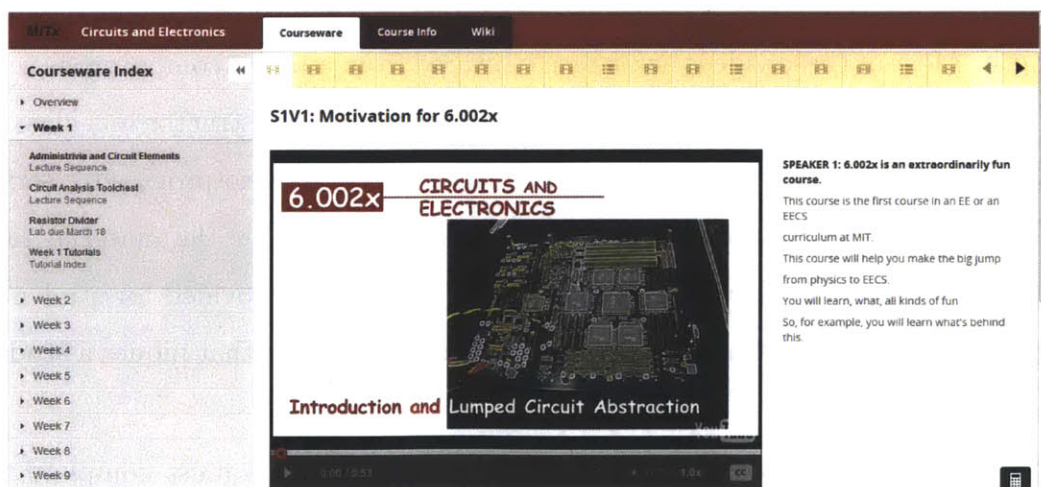 MITx Circuits and Electronics
Courseware
Course Info
Wiki
Courseware Index
Overview
Week 1
Administrivia and Circuit Elements
Lecture Sequence
Circuit Analysis Toolchest
Lecture Sequence
Resistor Divider
Lab due March 18
Week 1 Tutorials
Tutorial Index
Week 2
Week 3
Week 4
Week 5
Week 6
Week 7
Week 8
Week 9
S1V1: Motivation for 6.002x
6.002x
CIRCUITS AND
ELECTRONICS
Introduction and Lumped Circuit Abstraction
YouTube
0:00 / 0:53
1.0x
CC
SPEAKER 1: 6.002x is an extraordinarily fun
course.
This course is the first course in an EE or an
EECS
curriculum at MIT.
This course will help you make the big jump
from physics to EECS.
You will learn, what, all kinds of fun
So, for example, you will learn what's behind
this.